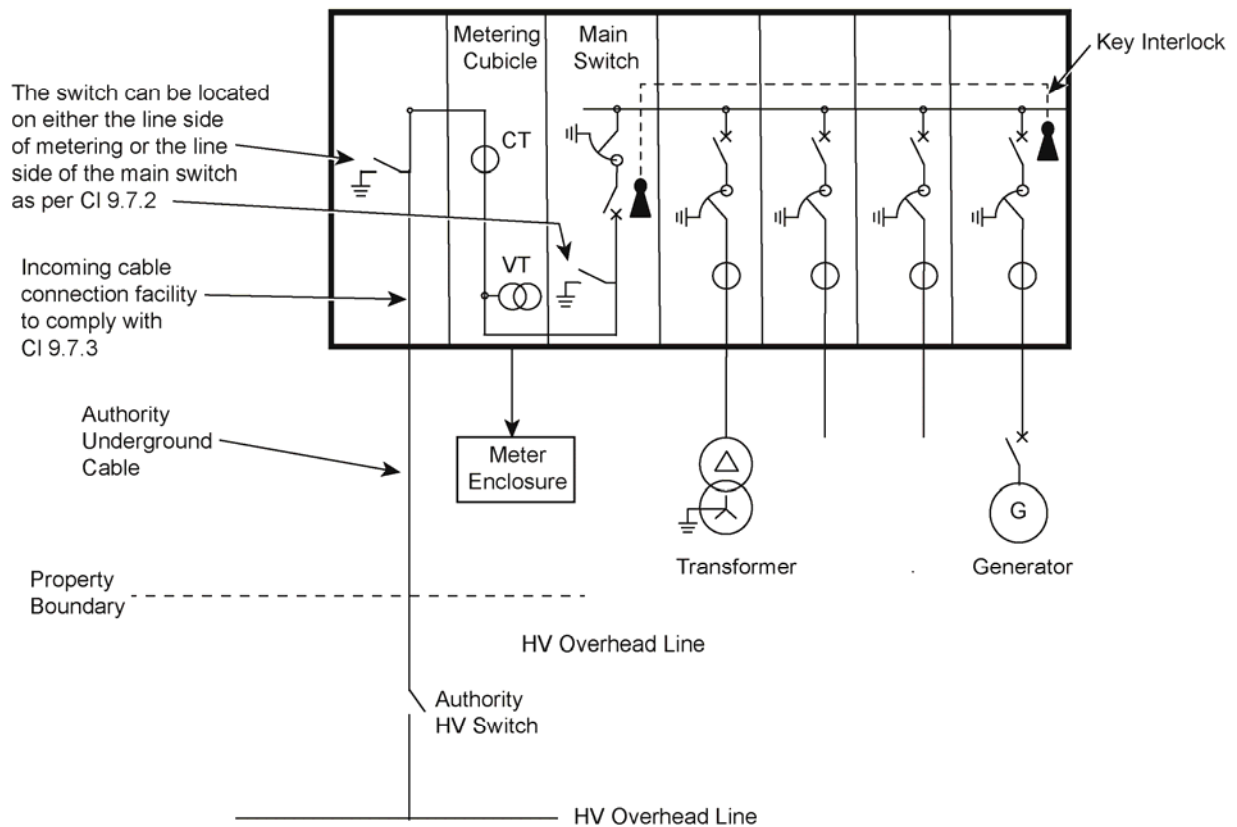 Metering
Cubicle
Main
Switch
Key Interlock
The switch can be located
on either the line side
of metering or the line
side of the main switch
as per Cl 9.7.2
CT
VT
Incoming cable
connection facility
to comply with
Cl 9.7.3
Authority
Underground
Cable
Meter
Enclosure
G
Transformer
.
Generator
Property
Boundary
HV Overhead Line
Authority
HV Switch
HV Overhead Line